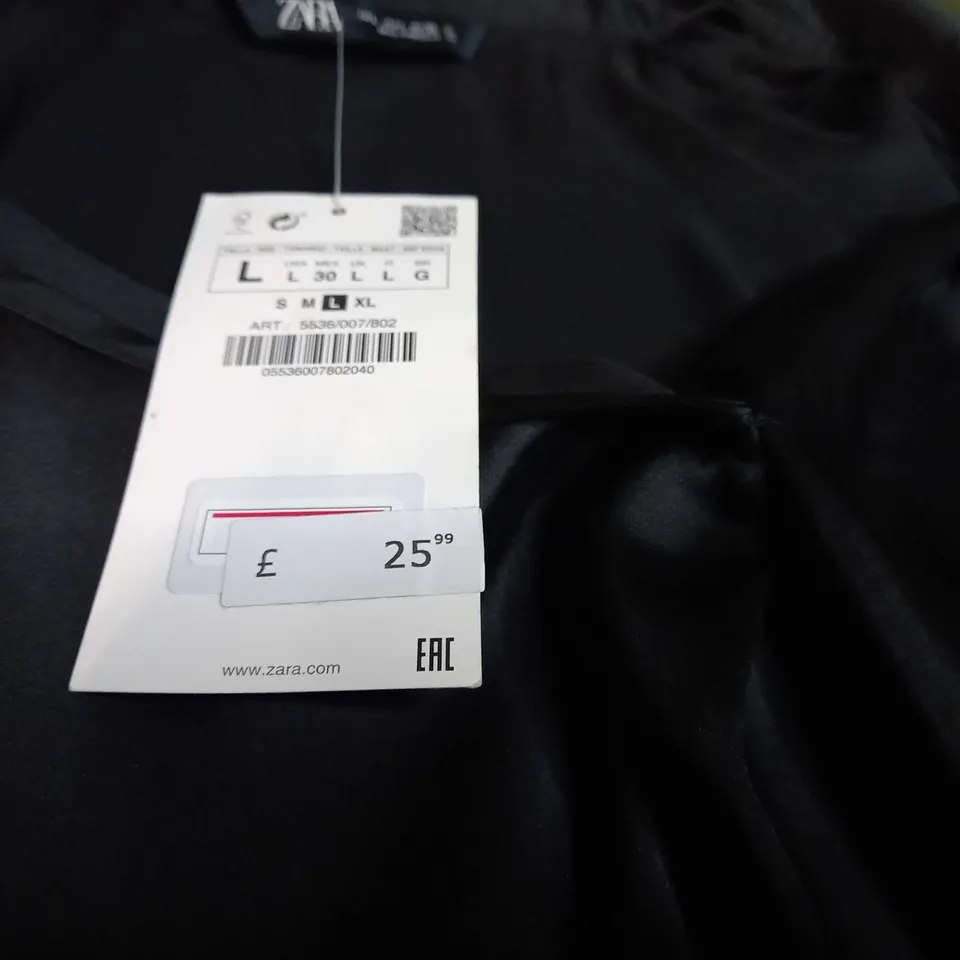 ZARA
L L 30 L L G
S M L XL
ART.: 5536/007/802
05536007802040
£ 25⁹⁹
www.zara.com
EAC